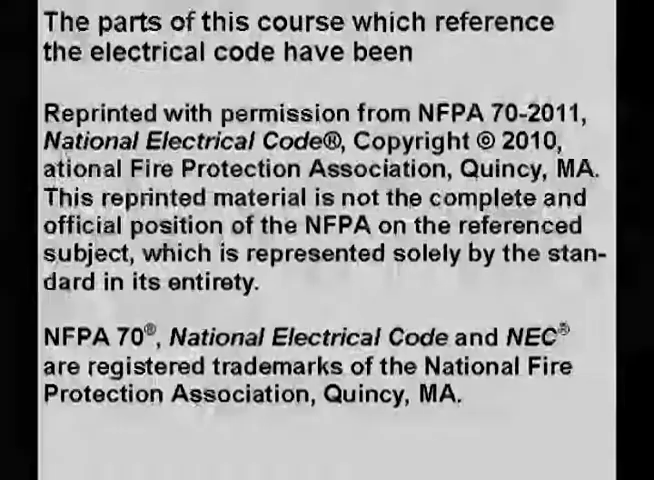 The parts of this course which reference
the electrical code have been
Reprinted with permission from NFPA 70-2011,
National Electrical Code®, Copyright © 2010,
ational Fire Protection Association, Quincy, MA.
This reprinted material is not the complete and
official position of the NFPA on the referenced
subject, which is represented solely by the stan-
dard in its entirety.
NFPA 70®, National Electrical Code and NEC®
are registered trademarks of the National Fire
Protection Association, Quincy, MA.